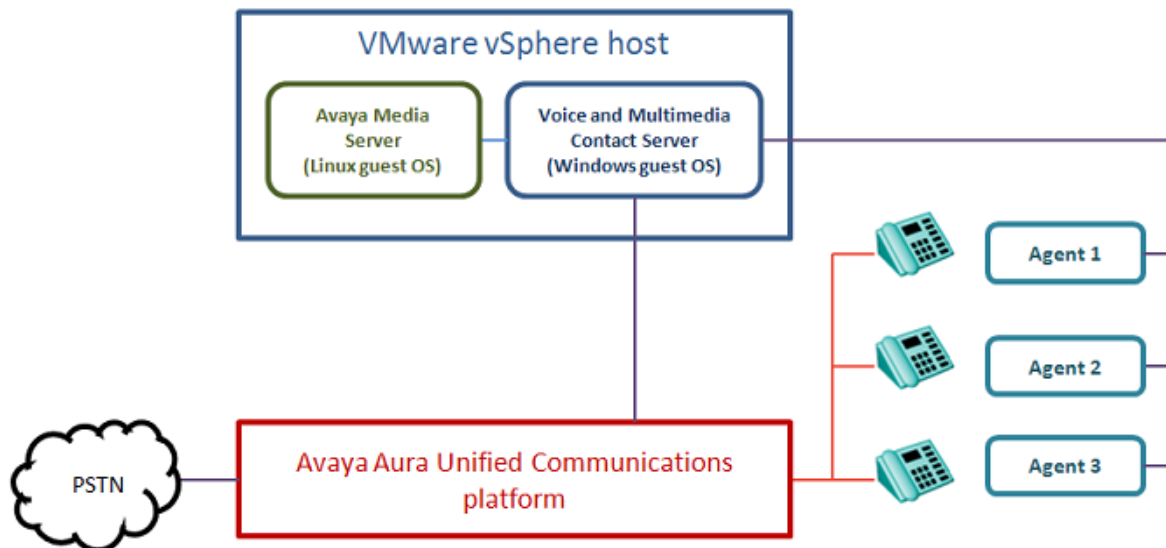 VMware vSphere host
Avaya Media
Server
(Linux guest OS)
Voice and Multimedia
Contact Server
(Windows guest OS)
Agent 1
Agent 2
Agent 3
PSTN
Avaya Aura Unified Communications
platform